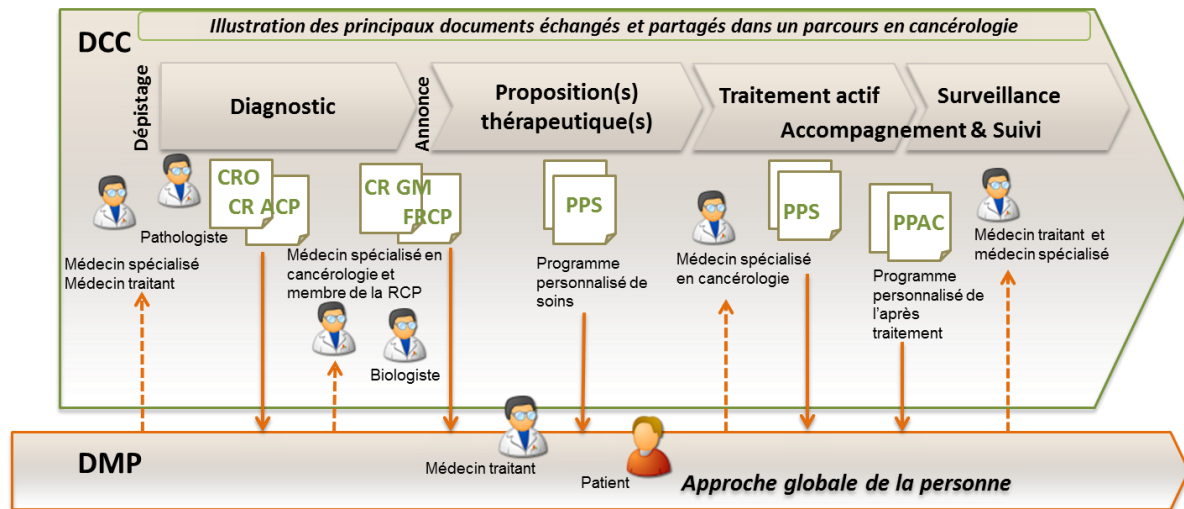 Illustration des principaux documents échangés et partagés dans un parcours en cancérologie
DCC
Dépistage
Diagnostic
Annonce
Proposition(s)
thérapeutique(s)
Traitement actif
Surveillance
Accompagnement & Suivi
CRO
CR ACP
CR GM
FRCP
PPS
PPS
PPAC
Pathologiste
Médecin spécialisé
Médecin traitant
Médecin spécialisé en
cancérologie et
membre de la RCP
Biologiste
Programme
personnalisé de
soins
Médecin spécialisé
en cancérologie
Programme
personnalisé de
l'après
traitement
Médecin traitant et
médecin spécialisé
DMP
Médecin traitant
Patient
Approche globale de la personne